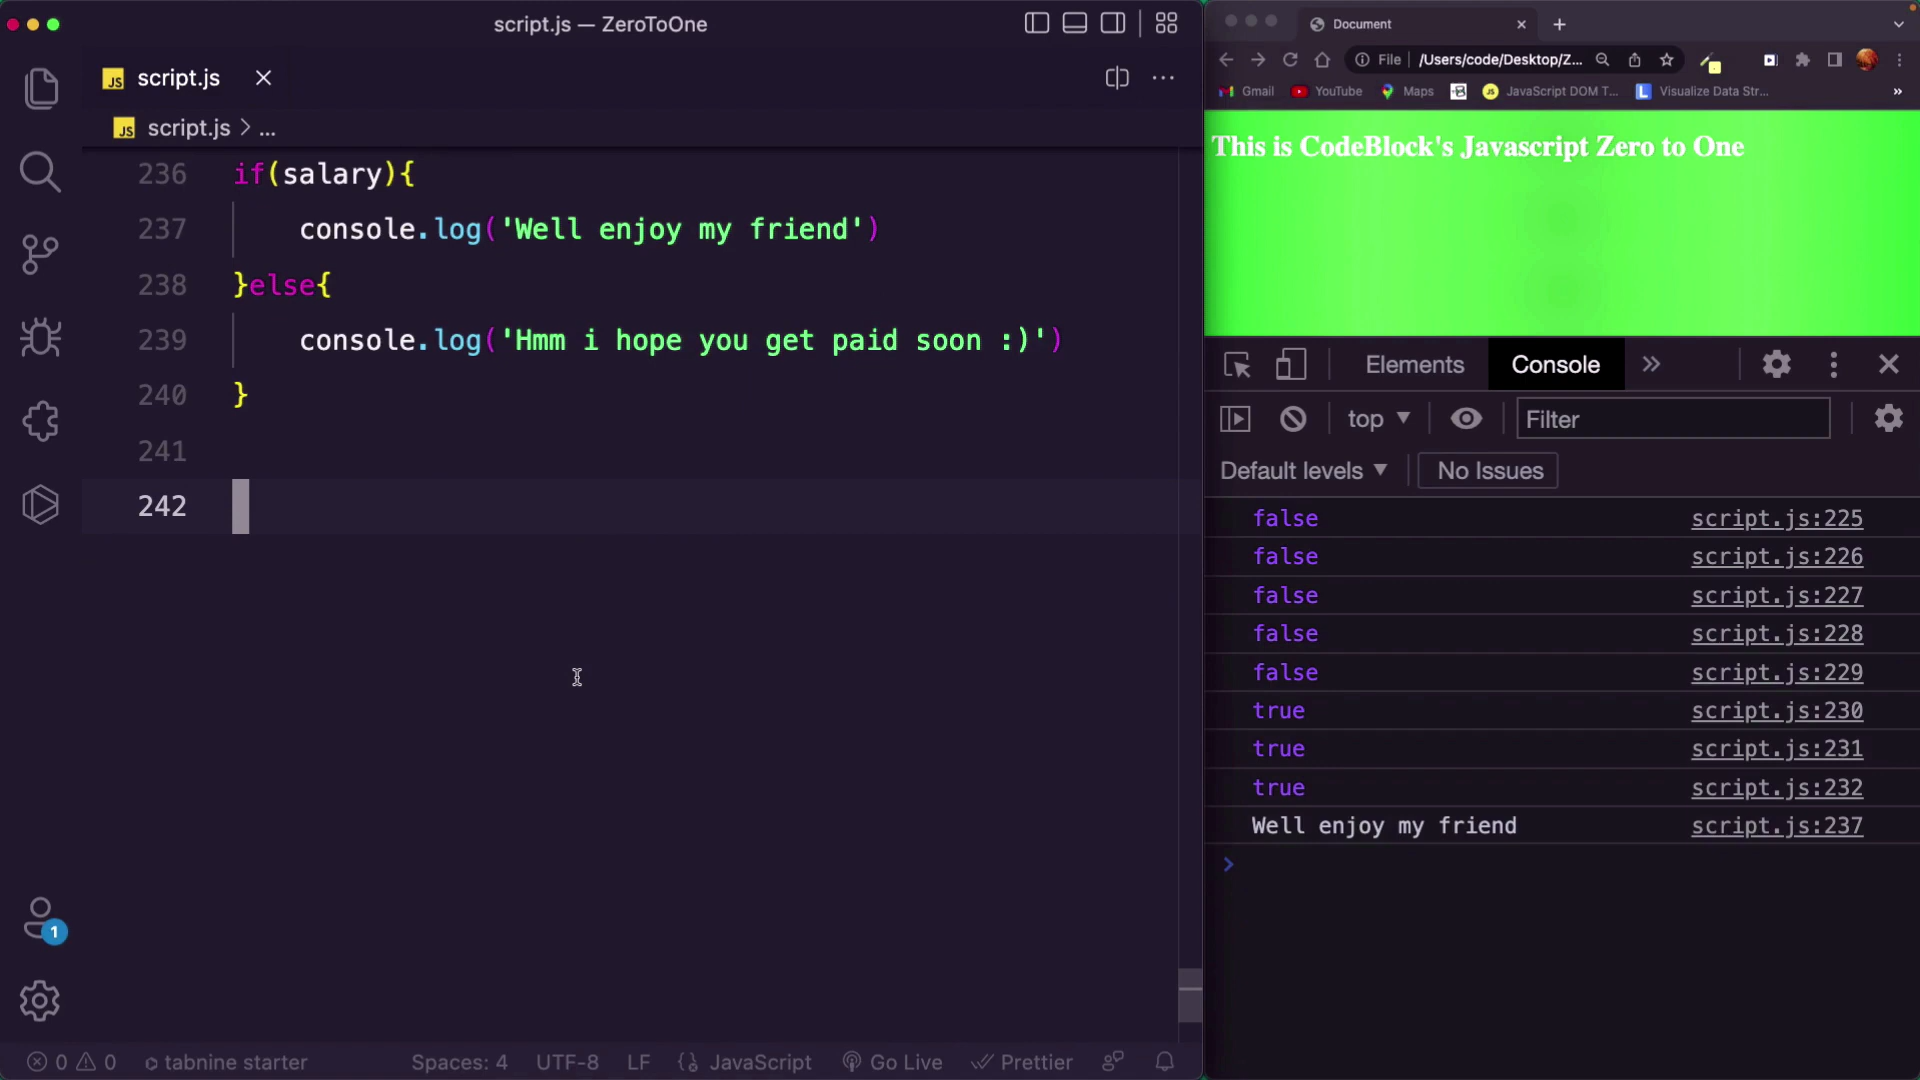 script.js — ZeroToOne
script.js
script.js > ...
236 if(salary){
237 console.log('Well enjoy my friend')
238 }else{
239 console.log('Hmm i hope you get paid soon :)')
240 }
241
242
1
0 0 tabnine starter Spaces: 4 UTF-8 LF {} JavaScript Go Live Prettier
Document
File /Users/code/Desktop/Z...
Gmail YouTube Maps JavaScript DOM T... Visualize Data Str... »
This is CodeBlock's Javascript Zero to One
Elements Console »
top Filter
Default levels No Issues
false script.js:225
false script.js:226
false script.js:227
false script.js:228
false script.js:229
true script.js:230
true script.js:231
true script.js:232
Well enjoy my friend script.js:237
>